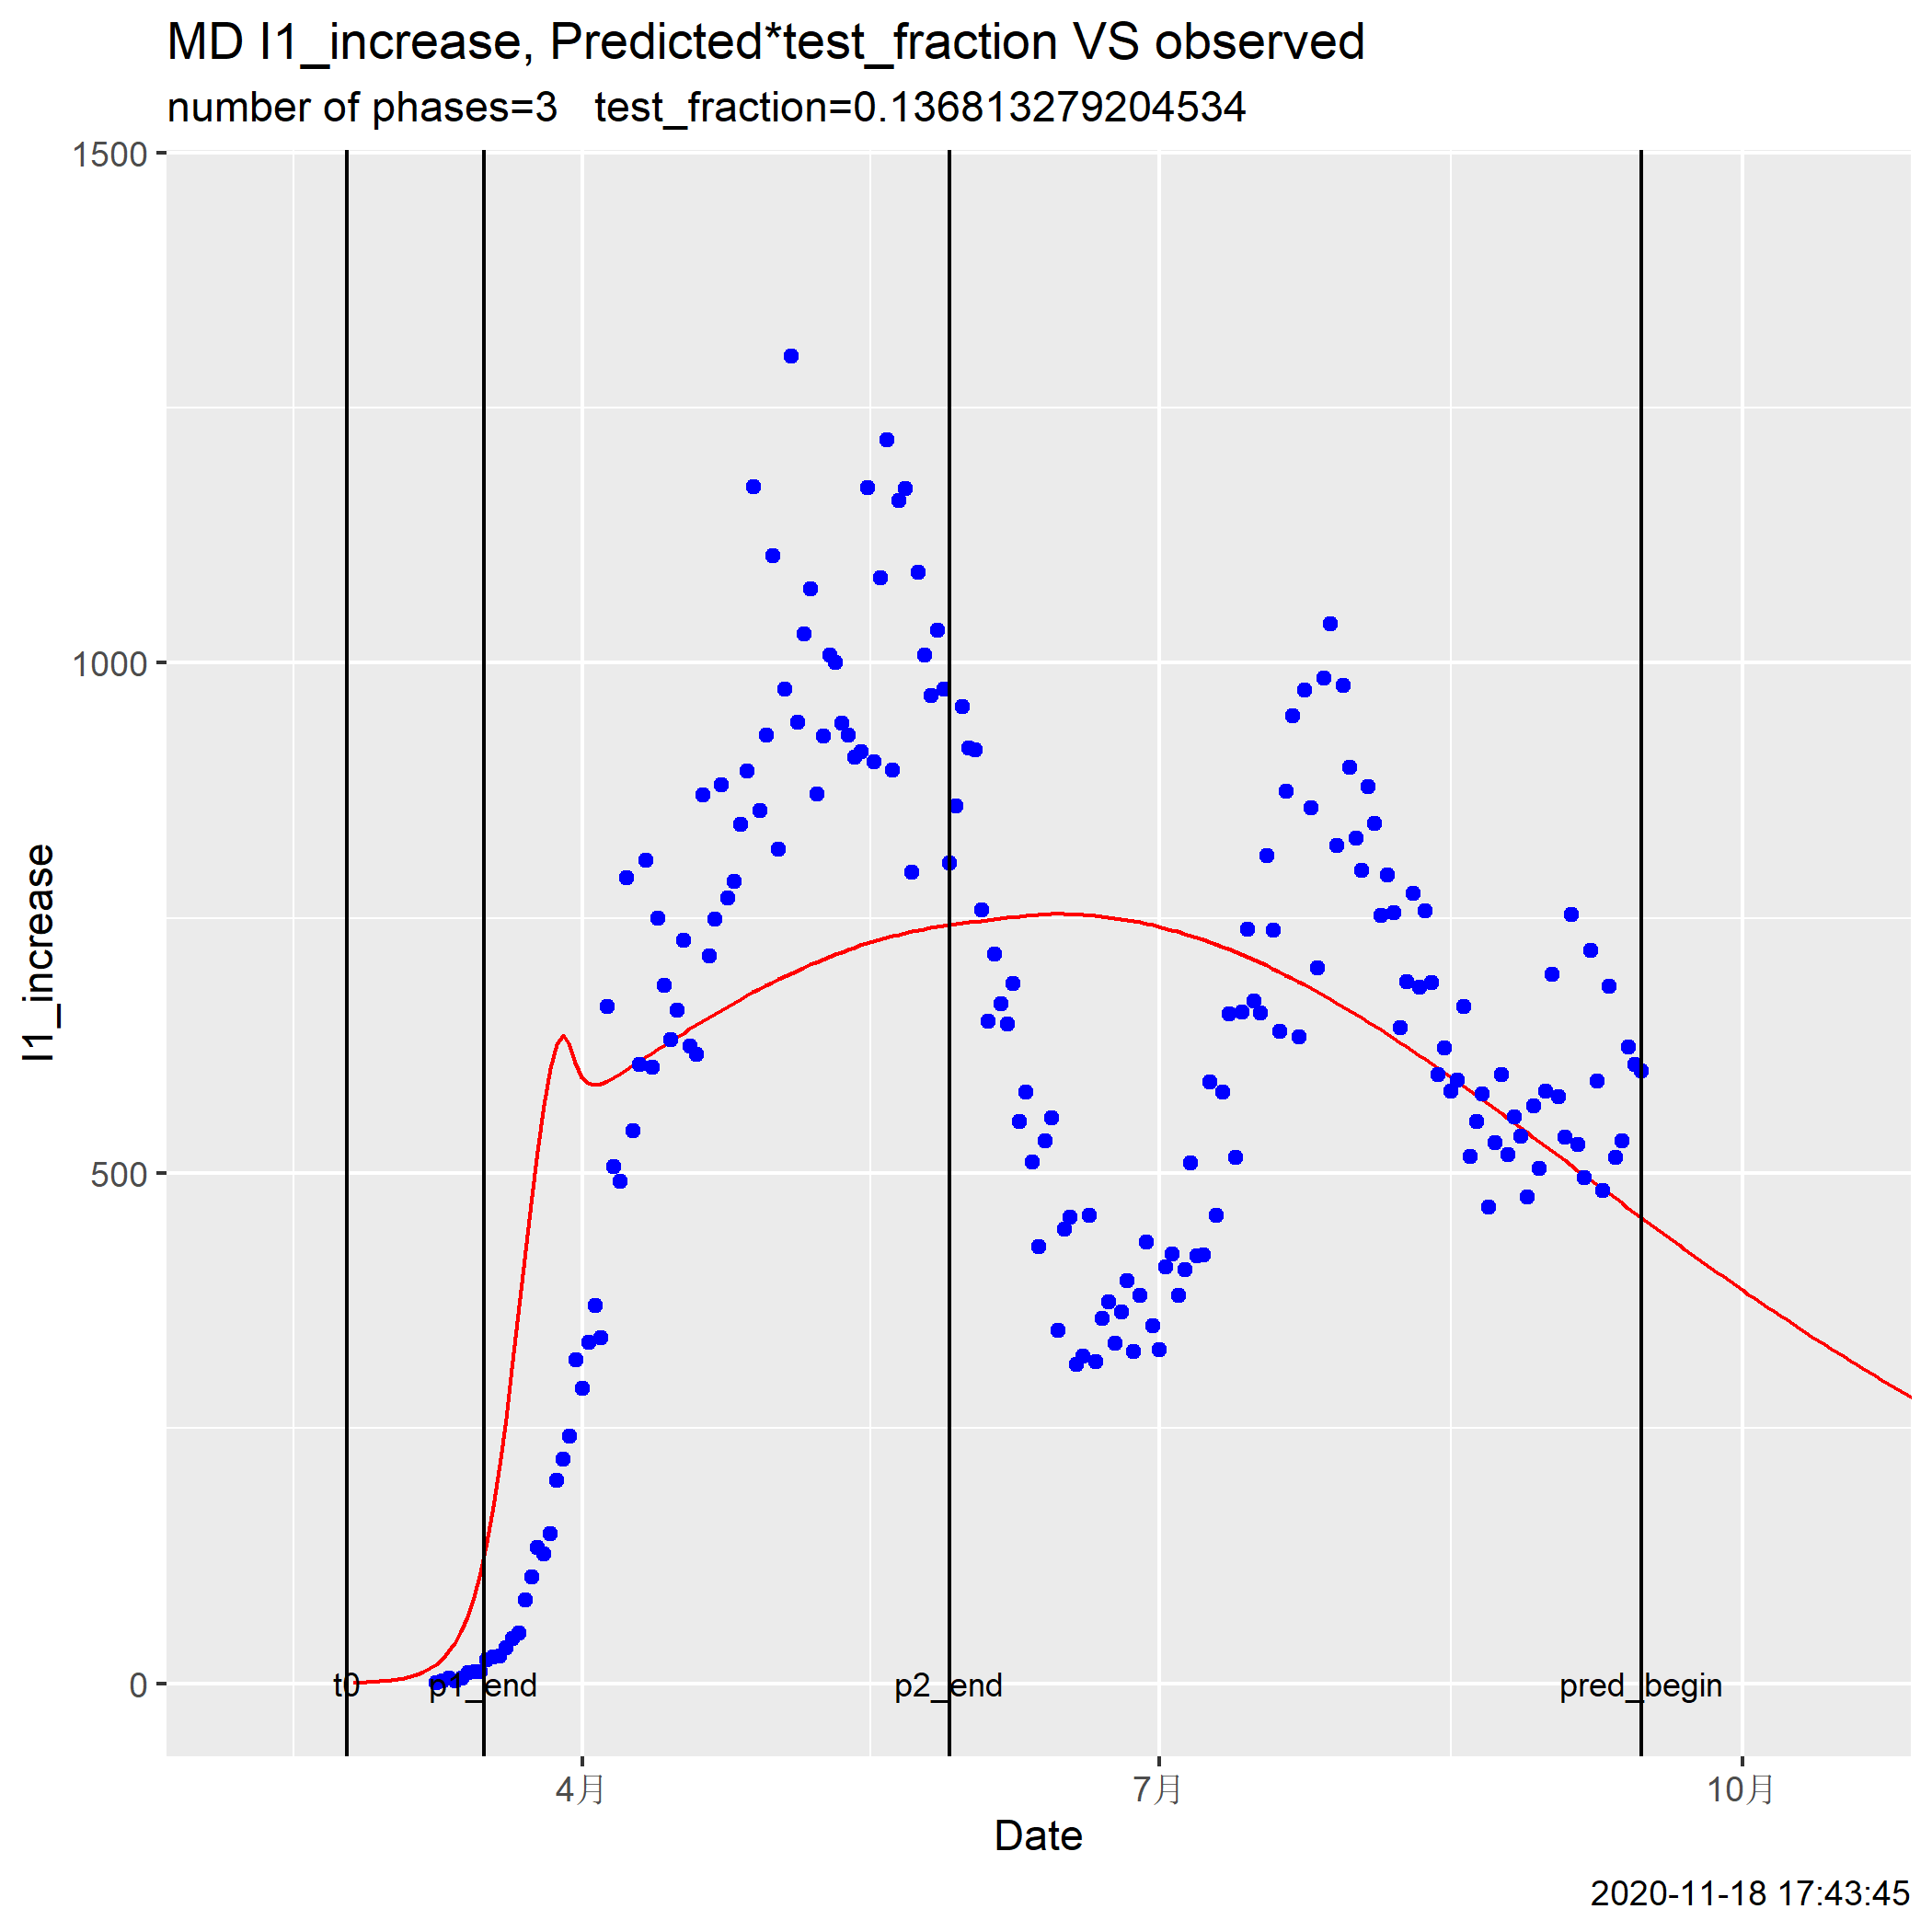 MD I1_increase, Predicted*test_fraction VS observed
number of phases=3   test_fraction=0.136813279204534
1500
1000
500
0
I1_increase
t0
p1_end
p2_end
pred_begin
4月
7月
10月
Date
2020-11-18 17:43:45